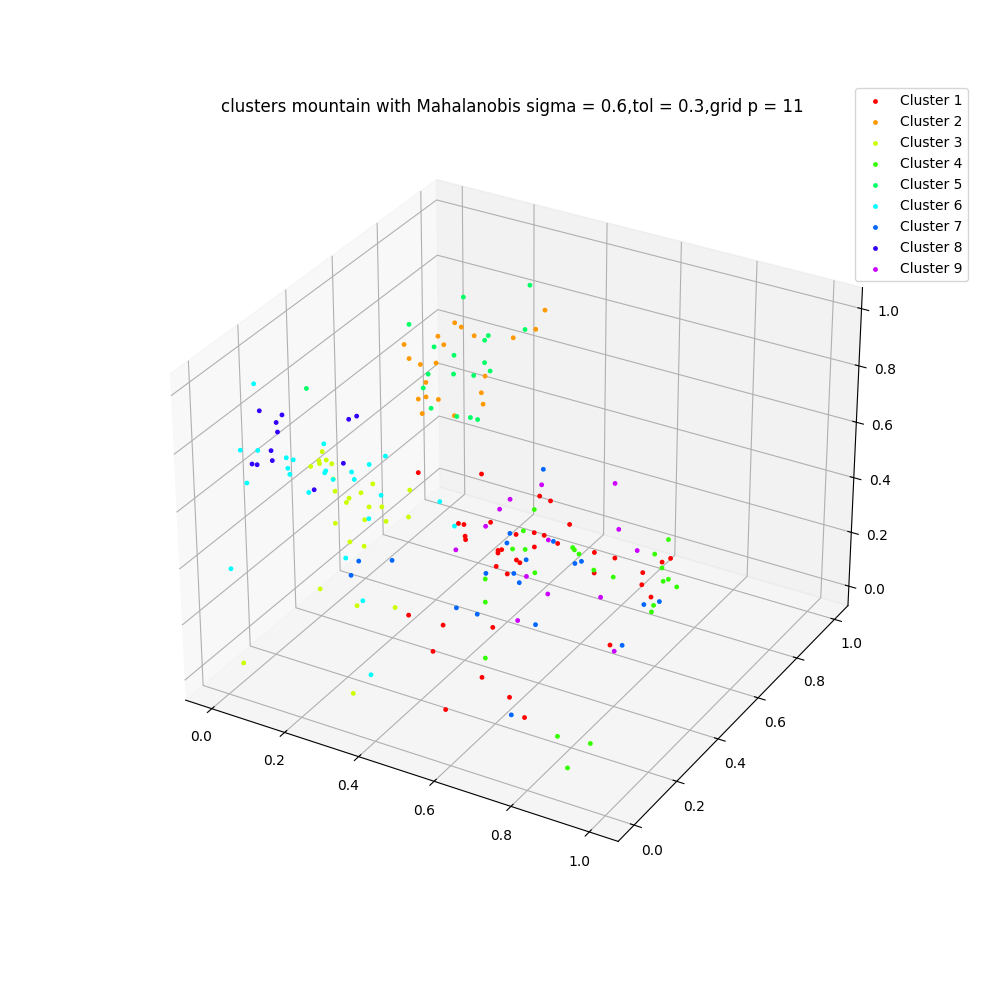 clusters mountain with Mahalanobis sigma = 0.6,tol = 0.3,grid p = 11
Cluster 1
Cluster 2
Cluster 3
Cluster 4
Cluster 5
Cluster 6
Cluster 7
Cluster 8
Cluster 9
1.0
0.8
0.6
0.4
0.2
0.0
1.0
0.8
0.6
0.4
0.2
0.0
0.0
0.2
0.4
0.6
0.8
1.0